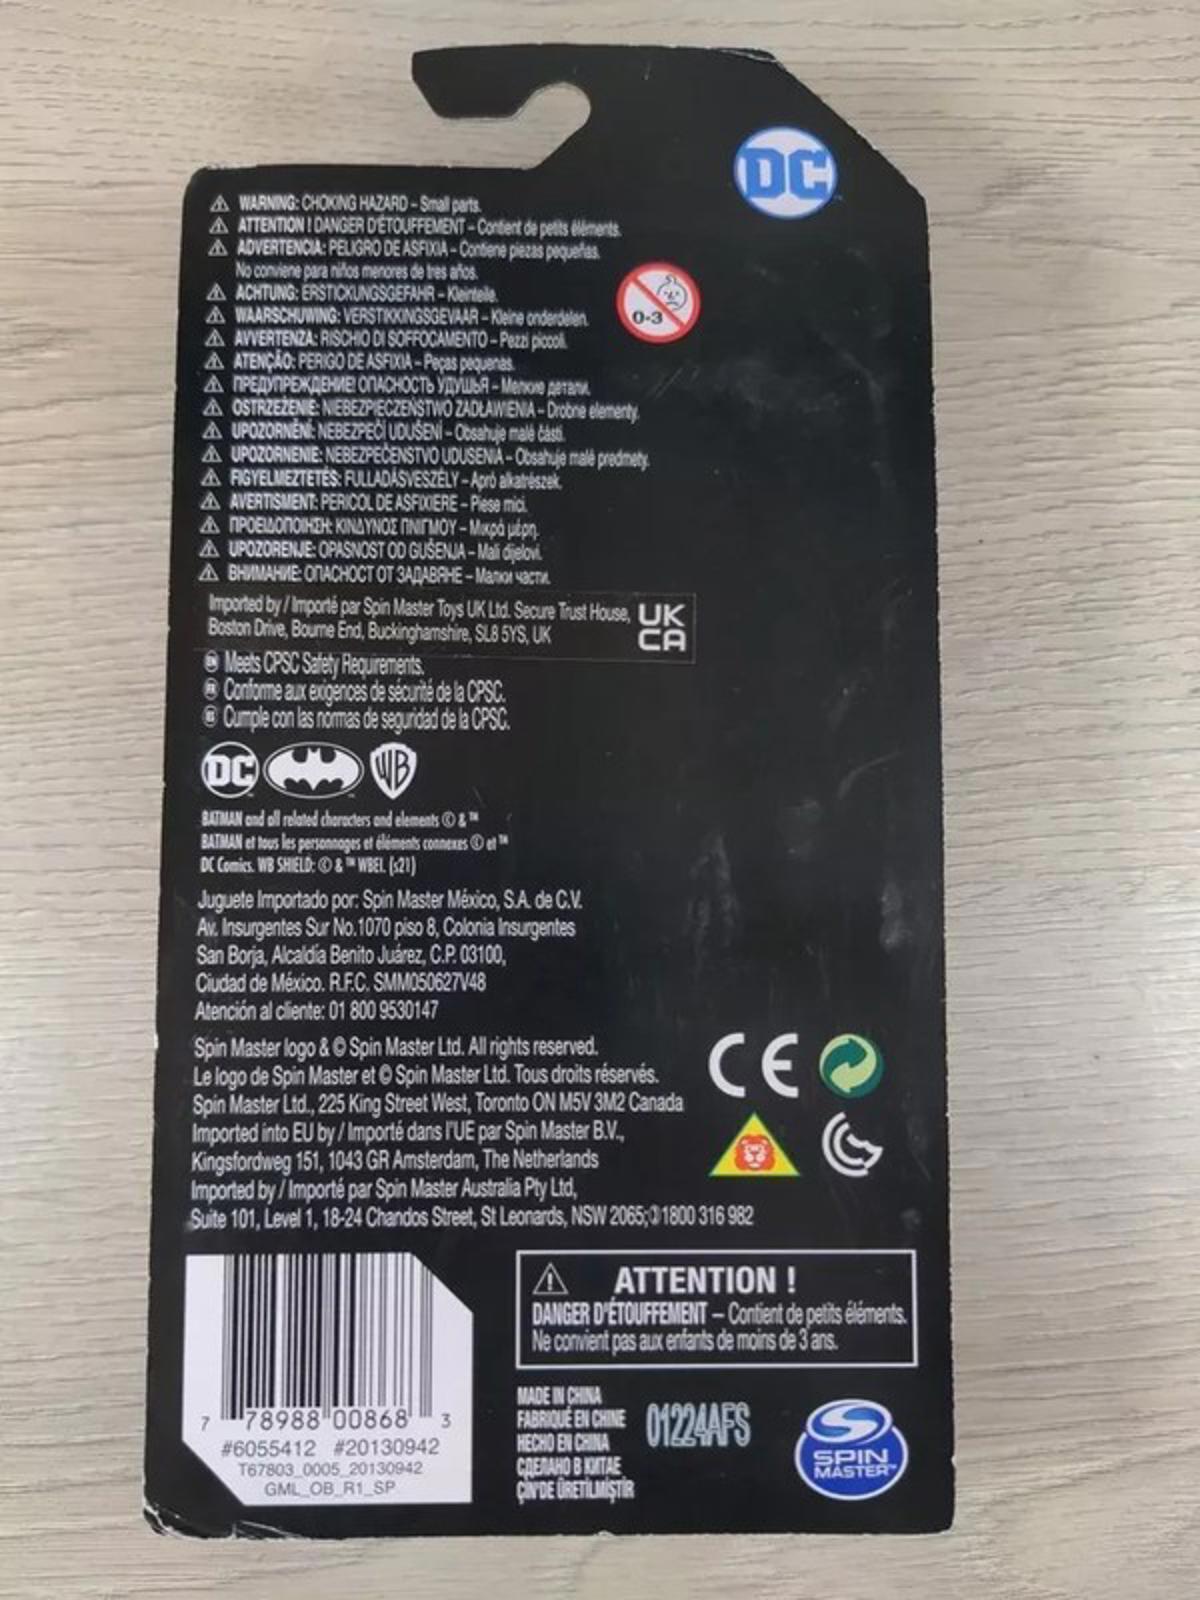 DC
⚠ WARNING: CHOKING HAZARD – Small parts.
⚠ ATTENTION ! DANGER D'ÉTOUFFEMENT – Contient de petits éléments.
⚠ ADVERTENCIA: PELIGRO DE ASFIXIA – Contiene piezas pequeñas.
No conviene para niños menores de tres años.
⚠ ACHTUNG: ERSTICKUNGSGEFAHR – Kleinteile.
⚠ WAARSCHUWING: VERSTIKKINGSGEVAAR – Kleine onderdelen.
⚠ AVVERTENZA: RISCHIO DI SOFFOCAMENTO – Pezzi piccoli.
⚠ ATENÇÃO: PERIGO DE ASFIXIA – Peças pequenas.
⚠ ПРЕДУПРЕЖДЕНИЕ! ОПАСНОСТЬ УДУШЬЯ – Мелкие детали.
⚠ OSTRZEŻENIE: NIEBEZPIECZEŃSTWO ZADŁAWIENIA – Drobne elementy.
⚠ UPOZORNĚNÍ: NEBEZPEČÍ UDUŠENÍ – Obsahuje malé části.
⚠ UPOZORNENIE: NEBEZPEČENSTVO UDUSENIA – Obsahuje malé predmety.
⚠ FIGYELMEZTETÉS: FULLADÁSVESZÉLY – Apró alkatrészek.
⚠ AVERTISMENT: PERICOL DE ASFIXIERE – Piese mici.
⚠ ΠΡΟΕΙΔΟΠΟΙΗΣΗ: ΚΙΝΔΥΝΟΣ ΠΝΙΓΜΟΥ – Μικρά μέρη.
⚠ UPOZORENJE: OPASNOST OD GUŠENJA – Mali dijelovi.
⚠ ВНИМАНИЕ: ОПАСНОСТ ОТ ЗАДАВЯНЕ – Малки части.
0-3
Imported by / Importé par Spin Master Toys UK Ltd. Secure Trust House,
Boston Drive, Bourne End, Buckinghamshire, SL8 5YS, UK
UK
CA
EN Meets CPSC Safety Requirements.
FR Conforme aux exigences de sécurité de la CPSC.
ES Cumple con las normas de seguridad de la CPSC.
DC WB
BATMAN and all related characters and elements © & ™
BATMAN et tous les personnages et éléments connexes © et ™
DC Comics. WB SHIELD: © & ™ WBEI. (s21)
Juguete Importado por: Spin Master México, S.A. de C.V.
Av. Insurgentes Sur No.1070 piso 8, Colonia Insurgentes
San Borja, Alcaldía Benito Juárez, C.P. 03100,
Ciudad de México. R.F.C. SMM050627V48
Atención al cliente: 01 800 9530147
Spin Master logo & © Spin Master Ltd. All rights reserved.
Le logo de Spin Master et © Spin Master Ltd. Tous droits réservés.
Spin Master Ltd., 225 King Street West, Toronto ON M5V 3M2 Canada
Imported into EU by / Importé dans l'UE par Spin Master B.V.,
Kingsfordweg 151, 1043 GR Amsterdam, The Netherlands
Imported by / Importé par Spin Master Australia Pty Ltd,
Suite 101, Level 1, 18-24 Chandos Street, St Leonards, NSW 2065; 1800 316 982
CE
7 78988 00868 3
#6055412 #20130942
T67803_0005_20130942
GML_OB_R1_SP
⚠ ATTENTION !
DANGER D'ÉTOUFFEMENT – Contient de petits éléments.
Ne convient pas aux enfants de moins de 3 ans.
MADE IN CHINA
FABRIQUÉ EN CHINE
HECHO EN CHINA
СДЕЛАНО В КИТАЕ
ÇİN'DE ÜRETİLMİŞTİR
01224AFS
SPIN
MASTER™